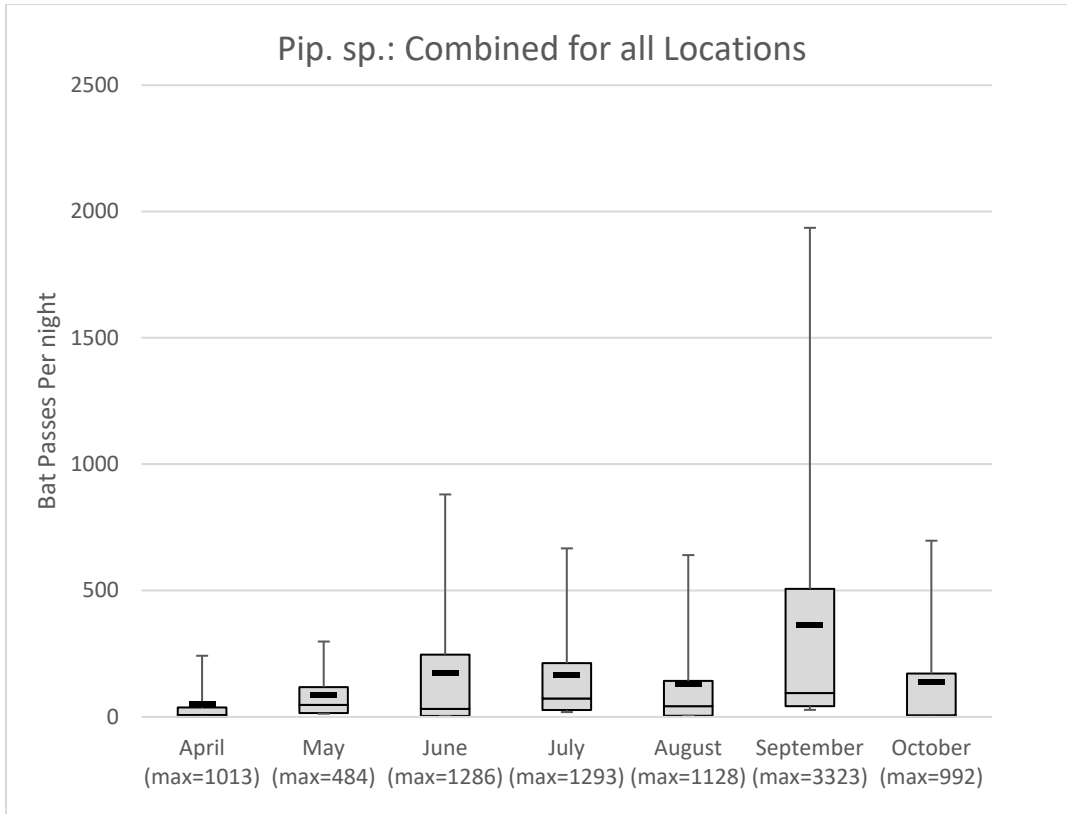 Pip. sp.: Combined for all Locations
2500
2000
1500
1000
500
0
Bat Passes Per night
April May June July August September October
(max=1013) (max=484) (max=1286) (max=1293) (max=1128) (max=3323) (max=992)